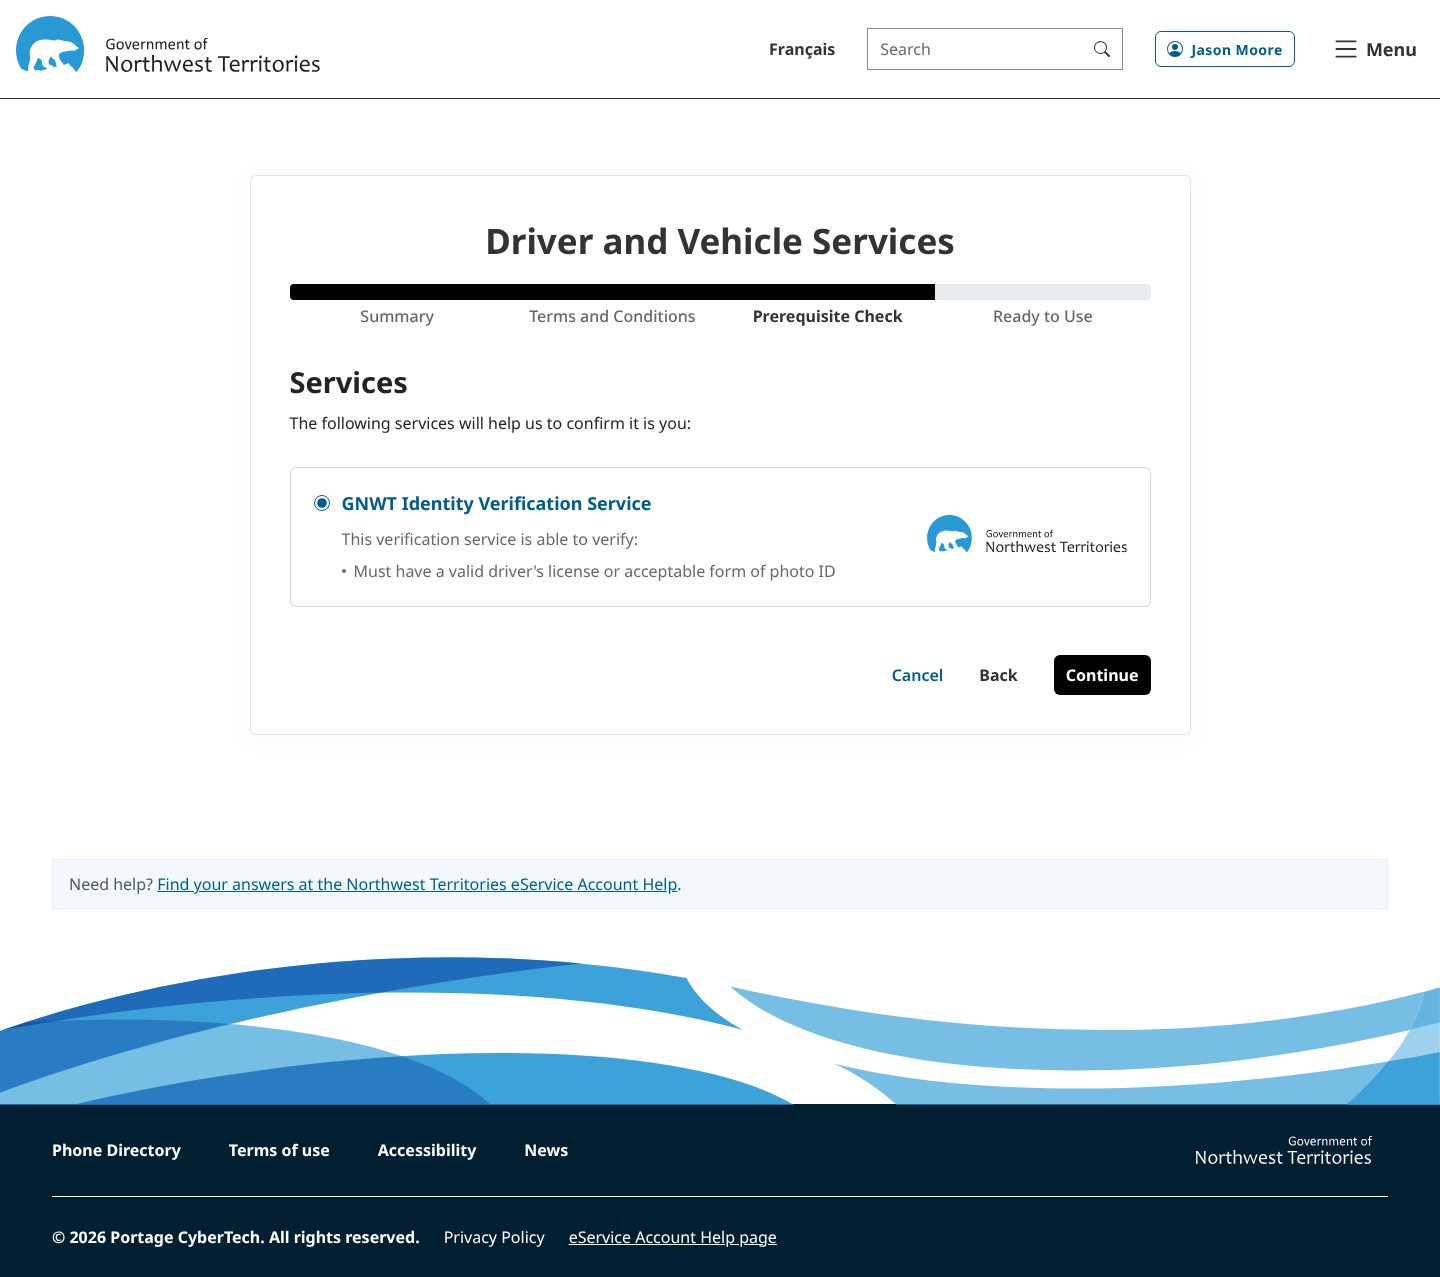 Government of
Northwest Territories
Français
Search
Jason Moore
Menu
Driver and Vehicle Services
Summary
Terms and Conditions
Prerequisite Check
Ready to Use
Services
The following services will help us to confirm it is you:
GNWT Identity Verification Service
This verification service is able to verify:
• Must have a valid driver's license or acceptable form of photo ID
Government of
Northwest Territories
Cancel
Back
Continue
Need help? Find your answers at the Northwest Territories eService Account Help.
Phone Directory
Terms of use
Accessibility
News
Government of
Northwest Territories
© 2026 Portage CyberTech. All rights reserved.
Privacy Policy
eService Account Help page